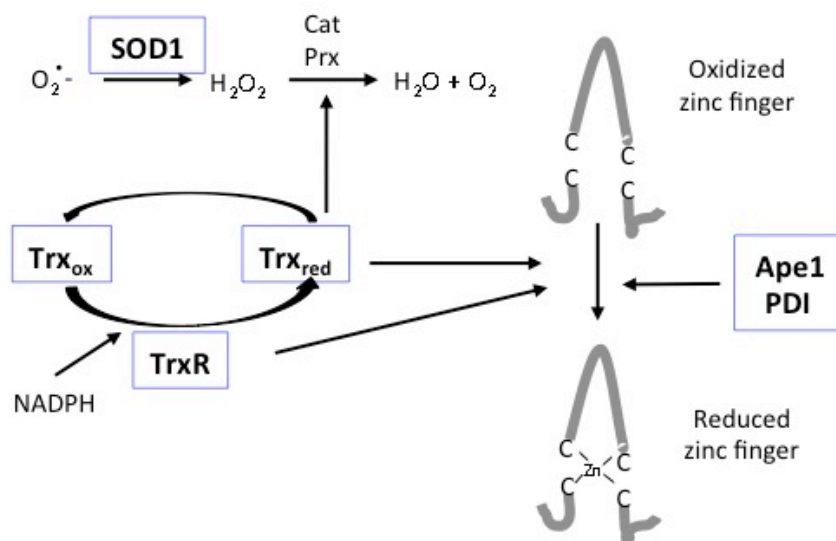 SOD1
O₂•-
H₂O₂
Cat
Prx
H₂O + O₂
Oxidized
zinc finger
C
C
C
C
Trxox
Trxred
TrxR
NADPH
Ape1
PDI
Reduced
zinc finger
C
C
Zn
C
C